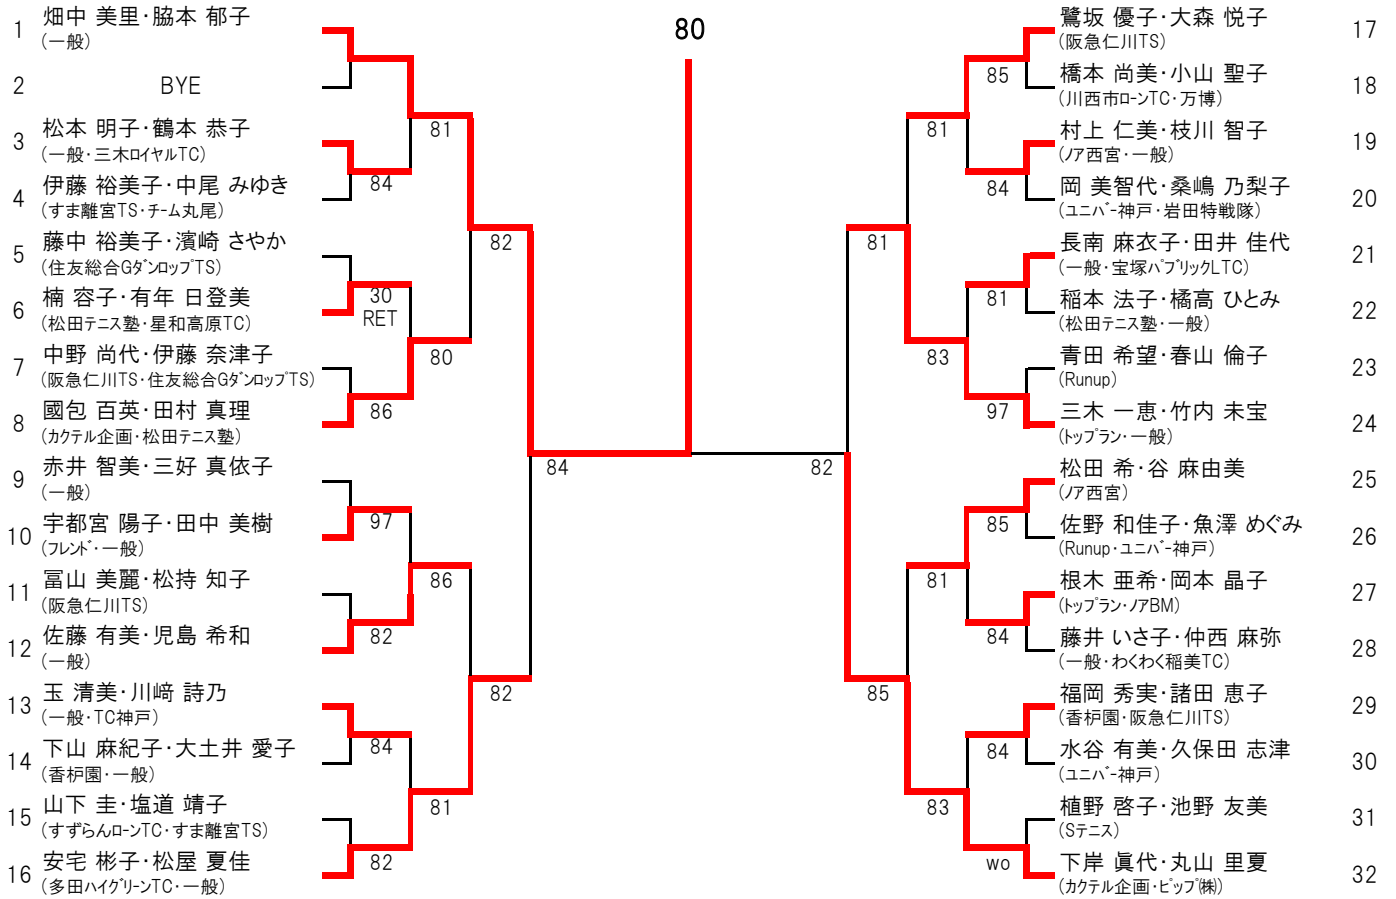 80
1
畑中 美里・脇本 郁子
(一般)
2
BYE
3
松本 明子・鶴本 恭子
(一般・三木ロイヤルTC)
4
伊藤 裕美子・中尾 みゆき
(すま離宮TS・チーム丸尾)
5
藤中 裕美子・濱崎 さやか
(住友総合GダンロップTS)
6
楠 容子・有年 日登美
(松田テニス塾・星和高原TC)
7
中野 尚代・伊藤 奈津子
(阪急仁川TS・住友総合GダンロップTS)
8
國包 百英・田村 真理
(カクテル企画・松田テニス塾)
9
赤井 智美・三好 真依子
(一般)
10
宇都宮 陽子・田中 美樹
(フレンド・一般)
11
冨山 美麗・松持 知子
(阪急仁川TS)
12
佐藤 有美・児島 希和
(一般)
13
玉 清美・川﨑 詩乃
(一般・TC神戸)
14
下山 麻紀子・大土井 愛子
(香枦園・一般)
15
山下 圭・塩道 靖子
(すずらんローンTC・すま離宮TS)
16
安宅 彬子・松屋 夏佳
(多田ハイグリーンTC・一般)
84
30
RET
86
97
82
84
82
81
80
86
81
82
82
84
鷺坂 優子・大森 悦子
17
(阪急仁川TS)
橋本 尚美・小山 聖子
18
(川西市ローンTC・万博)
村上 仁美・枝川 智子
19
(ノア西宮・一般)
岡 美智代・桑嶋 乃梨子
20
(ユニバー神戸・岩田特戦隊)
長南 麻衣子・田井 佳代
21
(一般・宝塚パブリックLTC)
稲本 法子・橘高 ひとみ
22
(松田テニス塾・一般)
青田 希望・春山 倫子
23
(Runup)
三木 一恵・竹内 未宝
24
(トップラン・一般)
松田 希・谷 麻由美
25
(ノア西宮)
佐野 和佳子・魚澤 めぐみ
26
(Runup・ユニバー神戸)
根木 亜希・岡本 晶子
27
(トップラン・ノアBM)
藤井 いさ子・仲西 麻弥
28
(一般・わくわく稲美TC)
福岡 秀実・諸田 恵子
29
(香枦園・阪急仁川TS)
水谷 有美・久保田 志津
30
(ユニバー神戸)
植野 啓子・池野 友美
31
(Sテニス)
下岸 眞代・丸山 里夏
32
(カクテル企画・ピップ㈱)
85
84
81
97
85
84
84
wo
81
83
81
83
81
85
82